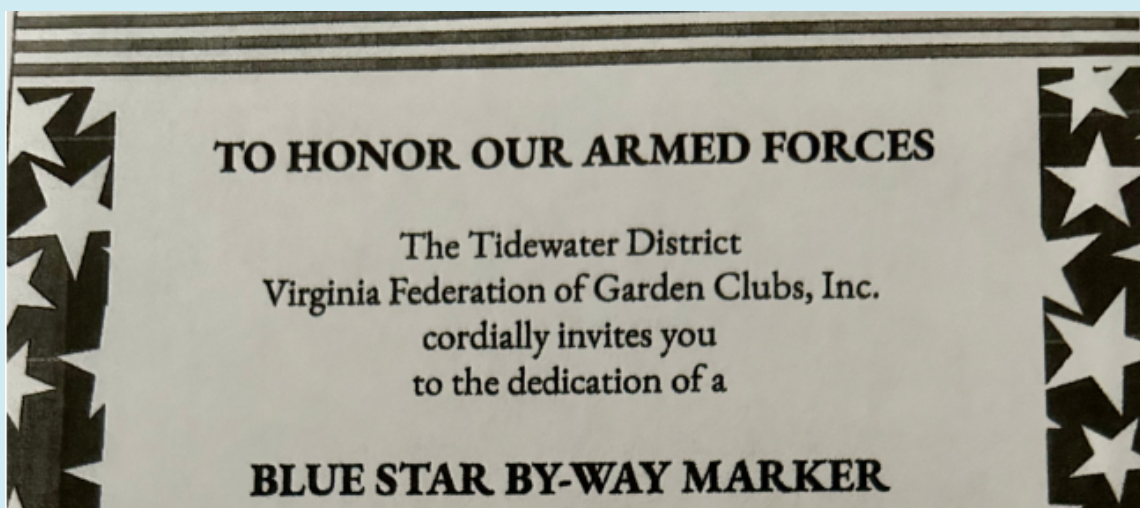 TO HONOR OUR ARMED FORCES
The Tidewater District
Virginia Federation of Garden Clubs, Inc.
cordially invites you
to the dedication of a
BLUE STAR BY-WAY MARKER